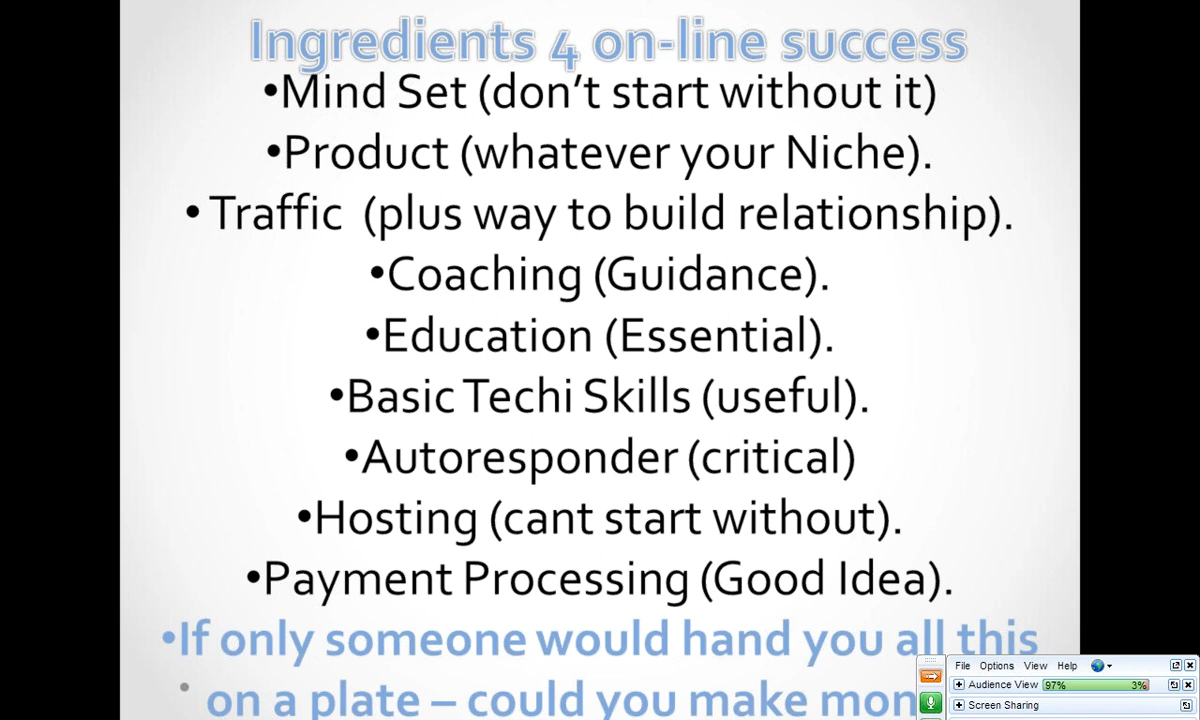 Ingredients 4 on-line success
•Mind Set (don't start without it)
•Product (whatever your Niche).
• Traffic (plus way to build relationship).
•Coaching (Guidance).
•Education (Essential).
•Basic Techi Skills (useful).
•Autoresponder (critical)
•Hosting (cant start without).
•Payment Processing (Good Idea).
•If only someone would hand you all this
• on a plate – could you make mon
File Options View Help
Audience View 97% 3%
Screen Sharing